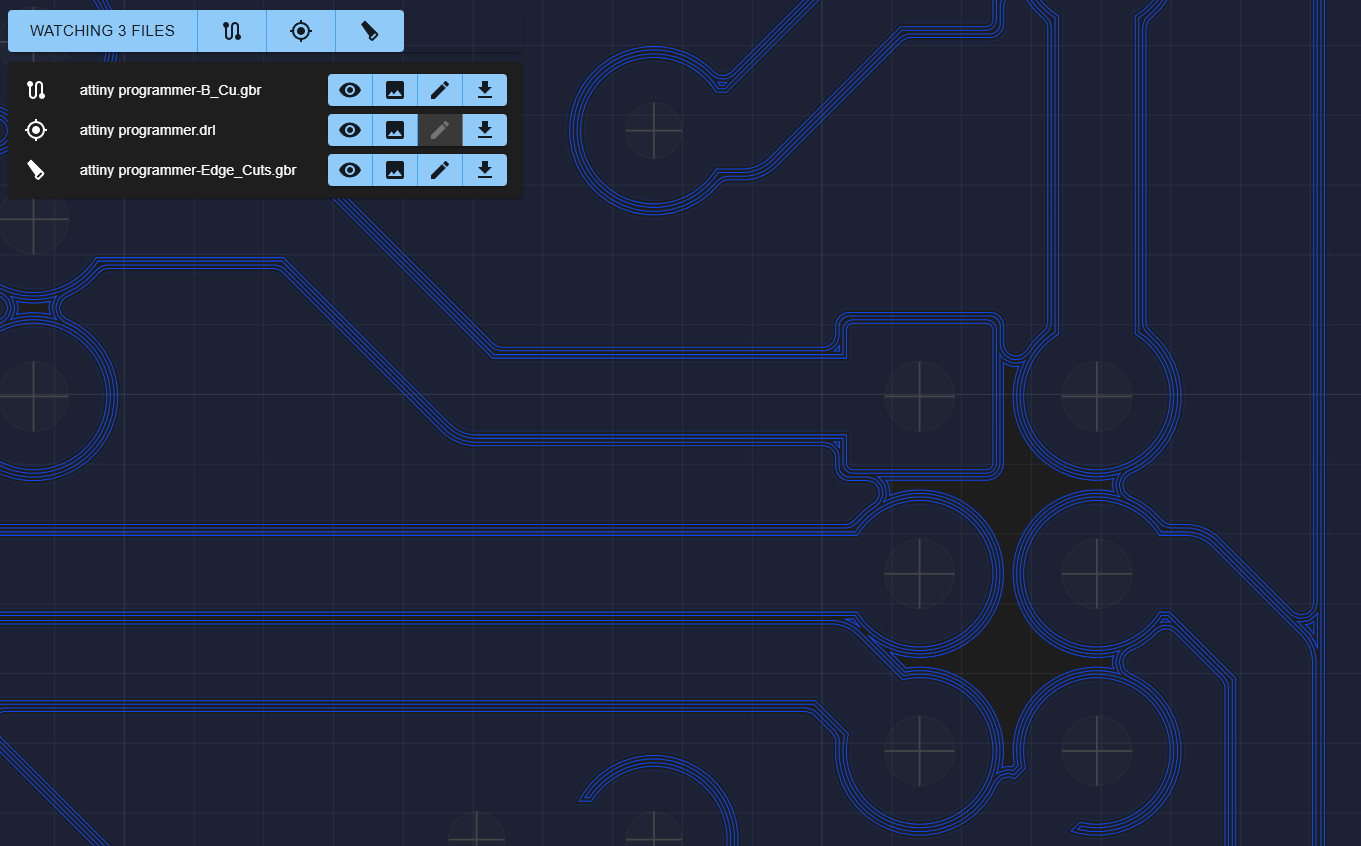 WATCHING 3 FILES
attiny programmer-B_Cu.gbr
attiny programmer.drl
attiny programmer-Edge_Cuts.gbr